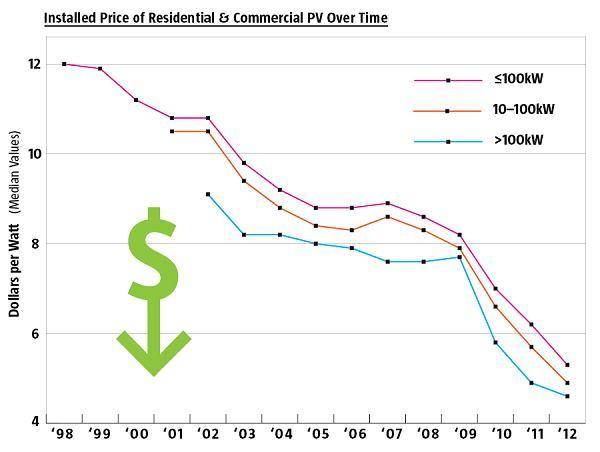 Installed Price of Residential & Commercial PV Over Time
12
10
8
6
4
Dollars per Watt (Median Values)
≤100kW
10–100kW
>100kW
$
‘98 ‘99 ‘00 ‘01 ‘02 ‘03 ‘04 ‘05 ‘06 ‘07 ‘08 ‘09 ‘10 ‘11 ‘12